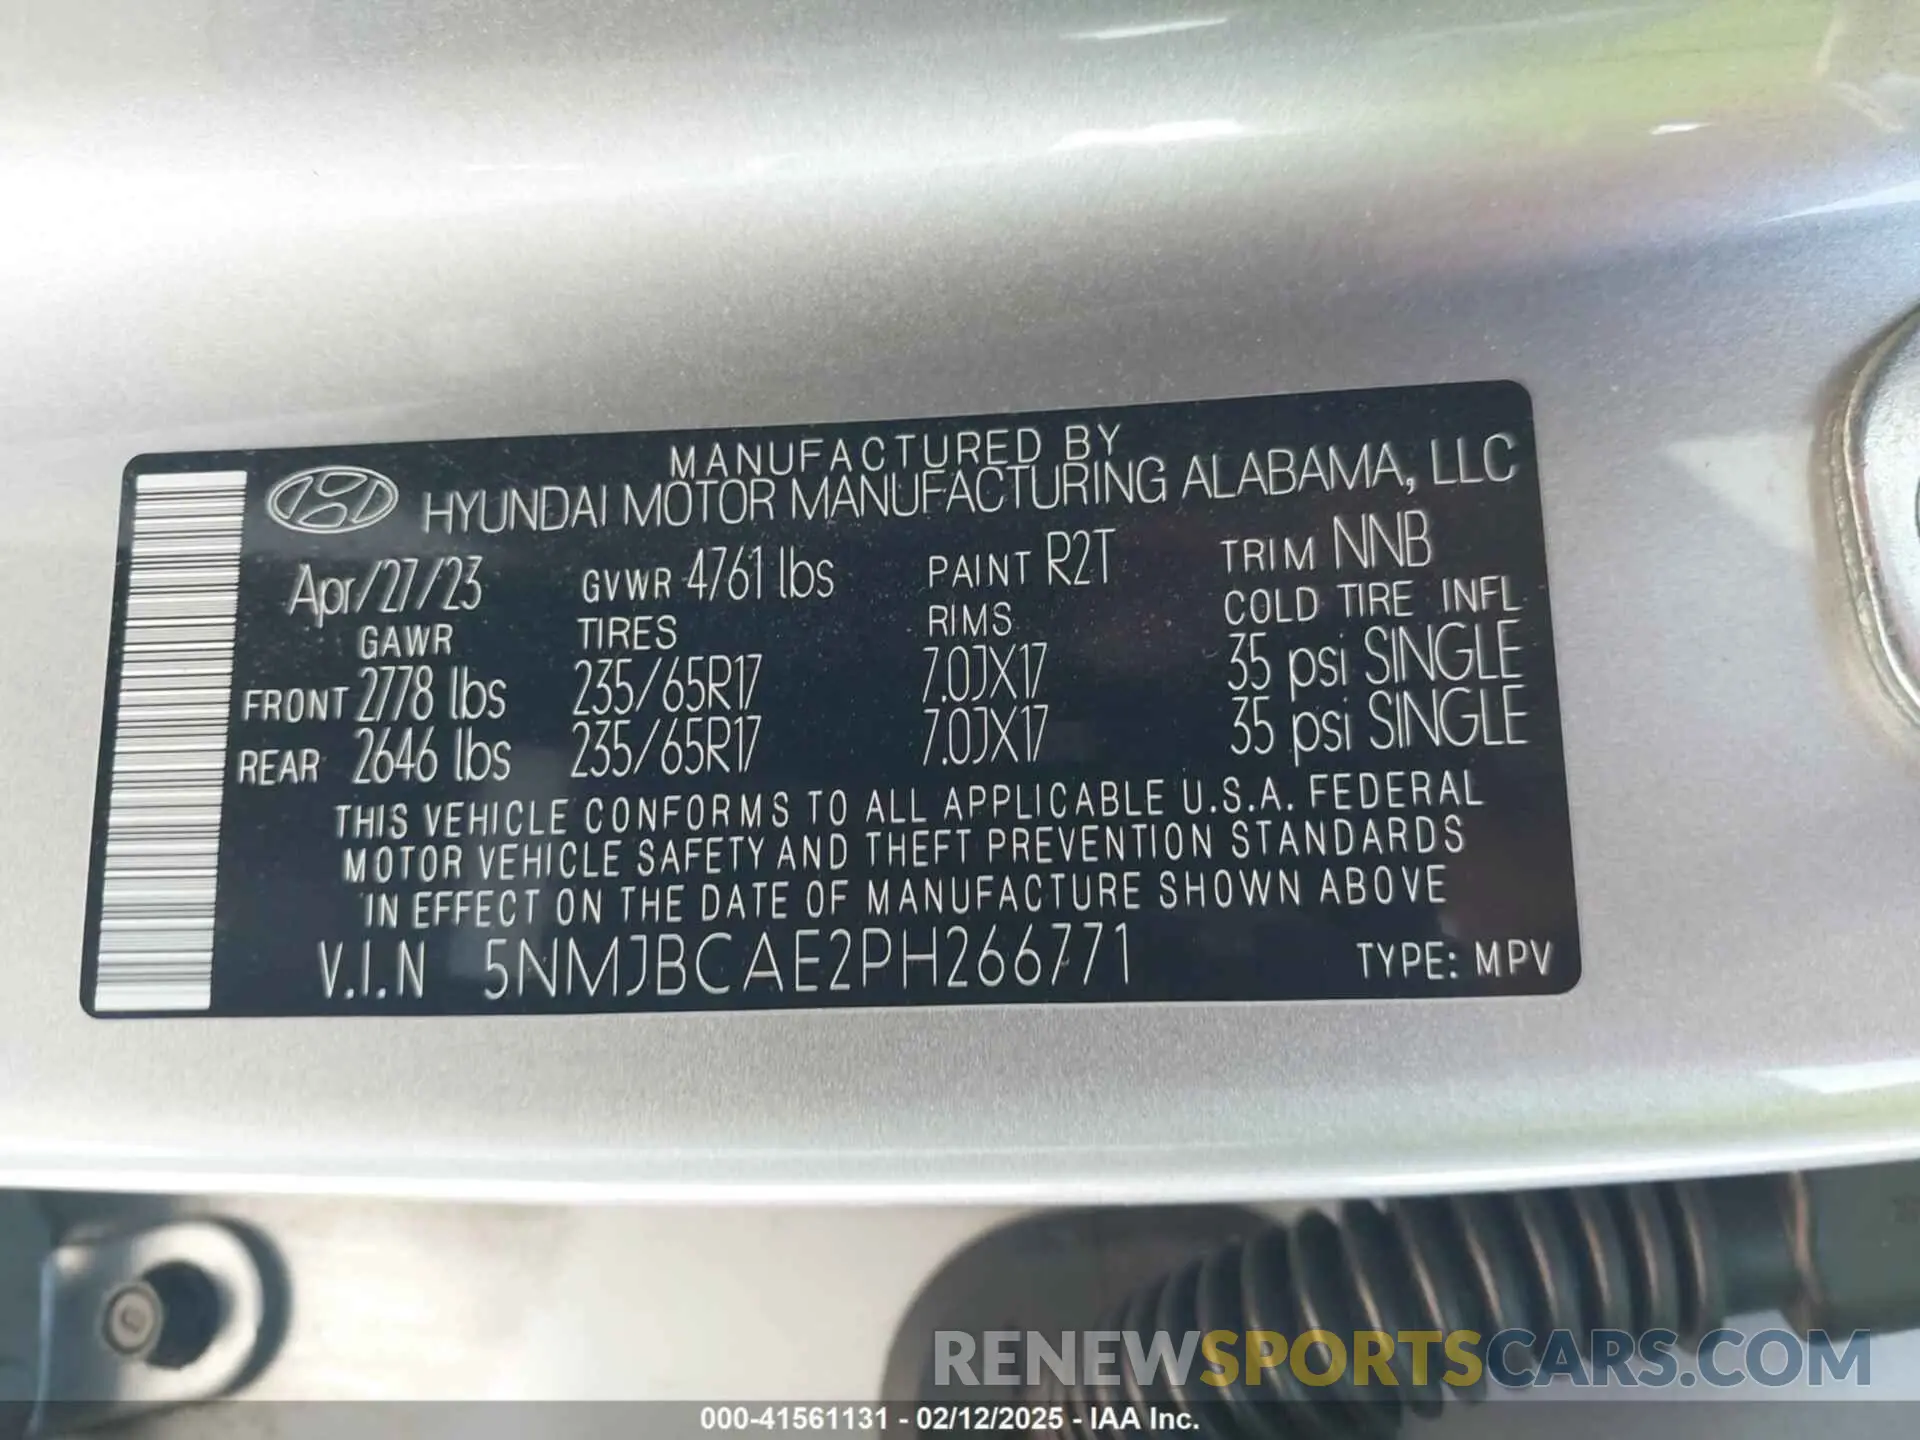 MANUFACTURED BY
HYUNDAI MOTOR MANUFACTURING ALABAMA, LLC
Apr/27/23 GVWR 4761 lbs PAINT R2T TRIM NNB
GAWR TIRES RIMS COLD TIRE INFL
FRONT 2778 lbs 235/65R17 7.0JX17 35 psi SINGLE
REAR 2646 lbs 235/65R17 7.0JX17 35 psi SINGLE
THIS VEHICLE CONFORMS TO ALL APPLICABLE U.S.A. FEDERAL
MOTOR VEHICLE SAFETY AND THEFT PREVENTION STANDARDS
IN EFFECT ON THE DATE OF MANUFACTURE SHOWN ABOVE
V.I.N 5NMJBCAE2PH266771 TYPE: MPV
RENEWSPORTSCARS.COM
000-41561131 - 02/12/2025 - IAA Inc.